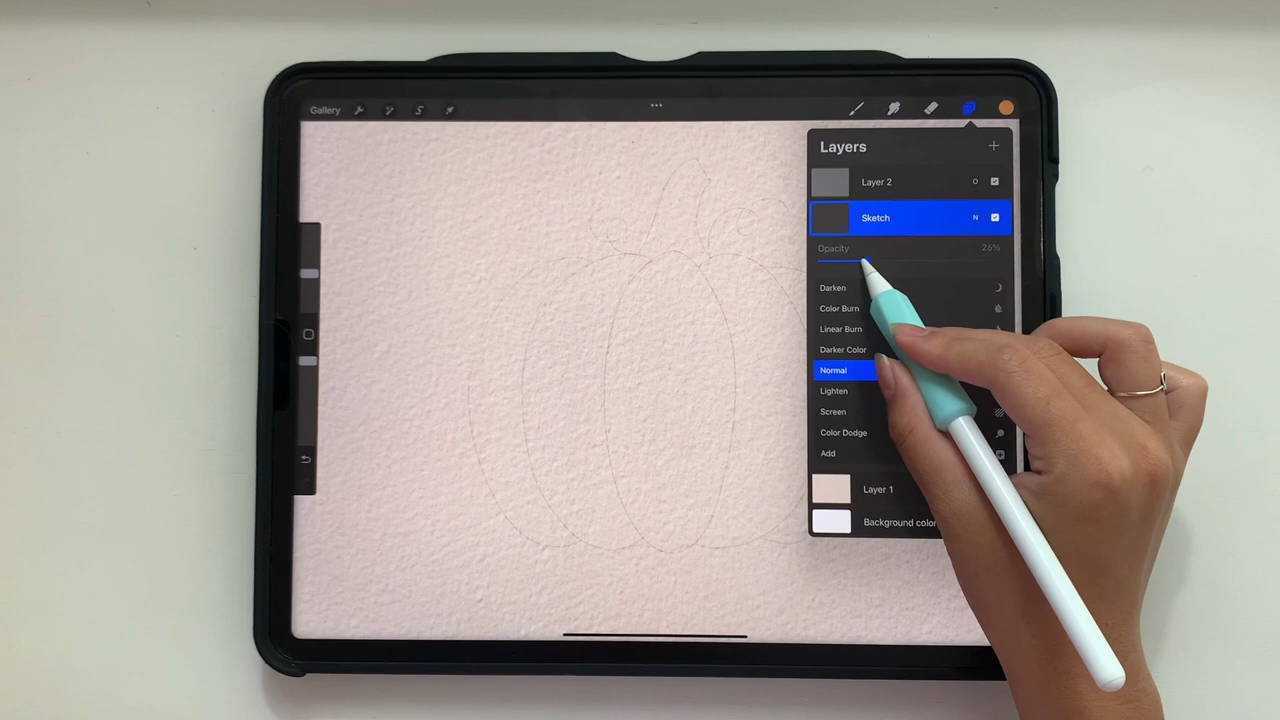 Gallery
Layers
Layer 2 O
Sketch N
Opacity 26%
Darken
Color Burn
Linear Burn
Darker Color
Normal
Lighten
Screen
Color Dodge
Add
Layer 1
Background color